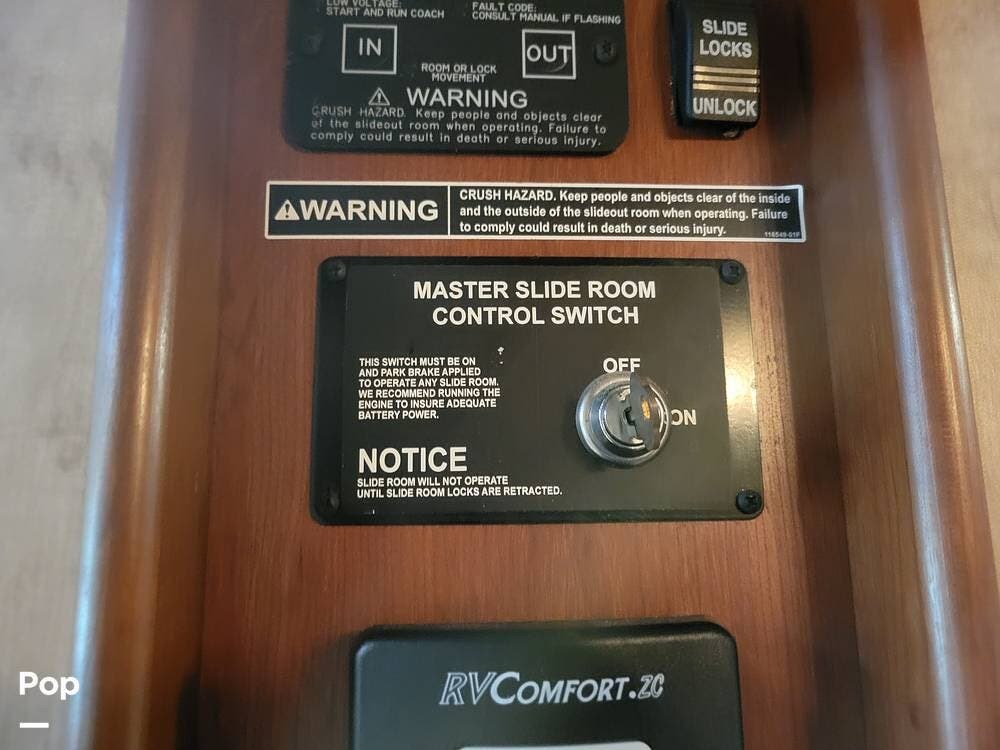 LOW VOLTAGE:
START AND RUN COACH
FAULT CODE:
CONSULT MANUAL IF FLASHING
IN
OUT
ROOM OR LOCK
MOVEMENT
WARNING
CRUSH HAZARD. Keep people and objects clear
of the slideout room when operating. Failure to
comply could result in death or serious injury.
SLIDE
LOCKS
UNLOCK
WARNING
CRUSH HAZARD. Keep people and objects clear of the inside
and the outside of the slideout room when operating. Failure
to comply could result in death or serious injury.
MASTER SLIDE ROOM
CONTROL SWITCH
THIS SWITCH MUST BE ON
AND PARK BRAKE APPLIED
TO OPERATE ANY SLIDE ROOM.
WE RECOMMEND RUNNING THE
ENGINE TO INSURE ADEQUATE
BATTERY POWER.
OFF
ON
NOTICE
SLIDE ROOM WILL NOT OPERATE
UNTIL SLIDE ROOM LOCKS ARE RETRACTED.
RVCOMFORT.ZC
Pop